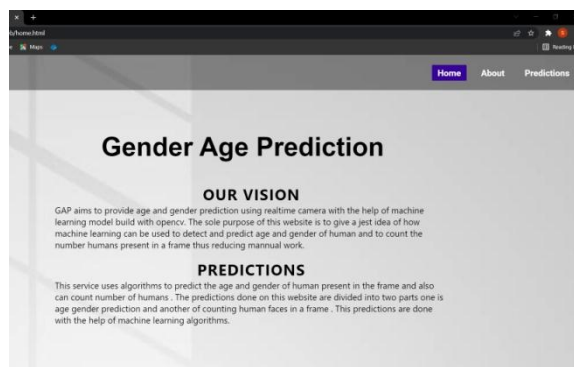 b/home.html
Maps
Reading
Home About Predictions
Gender Age Prediction
OUR VISION
GAP aims to provide age and gender prediction using realtime camera with the help of machine
learning model build with opencv. The sole purpose of this website is to give a jest idea of how
machine learning can be used to detect and predict age and gender of human and to count the
number humans present in a frame thus reducing mannual work.
PREDICTIONS
This service uses algorithms to predict the age and gender of human present in the frame and also
can count number of humans . The predictions done on this website are divided into two parts one is
age gender prediction and another of counting human faces in a frame . This predictions are done
with the help of machine learning algorithms.